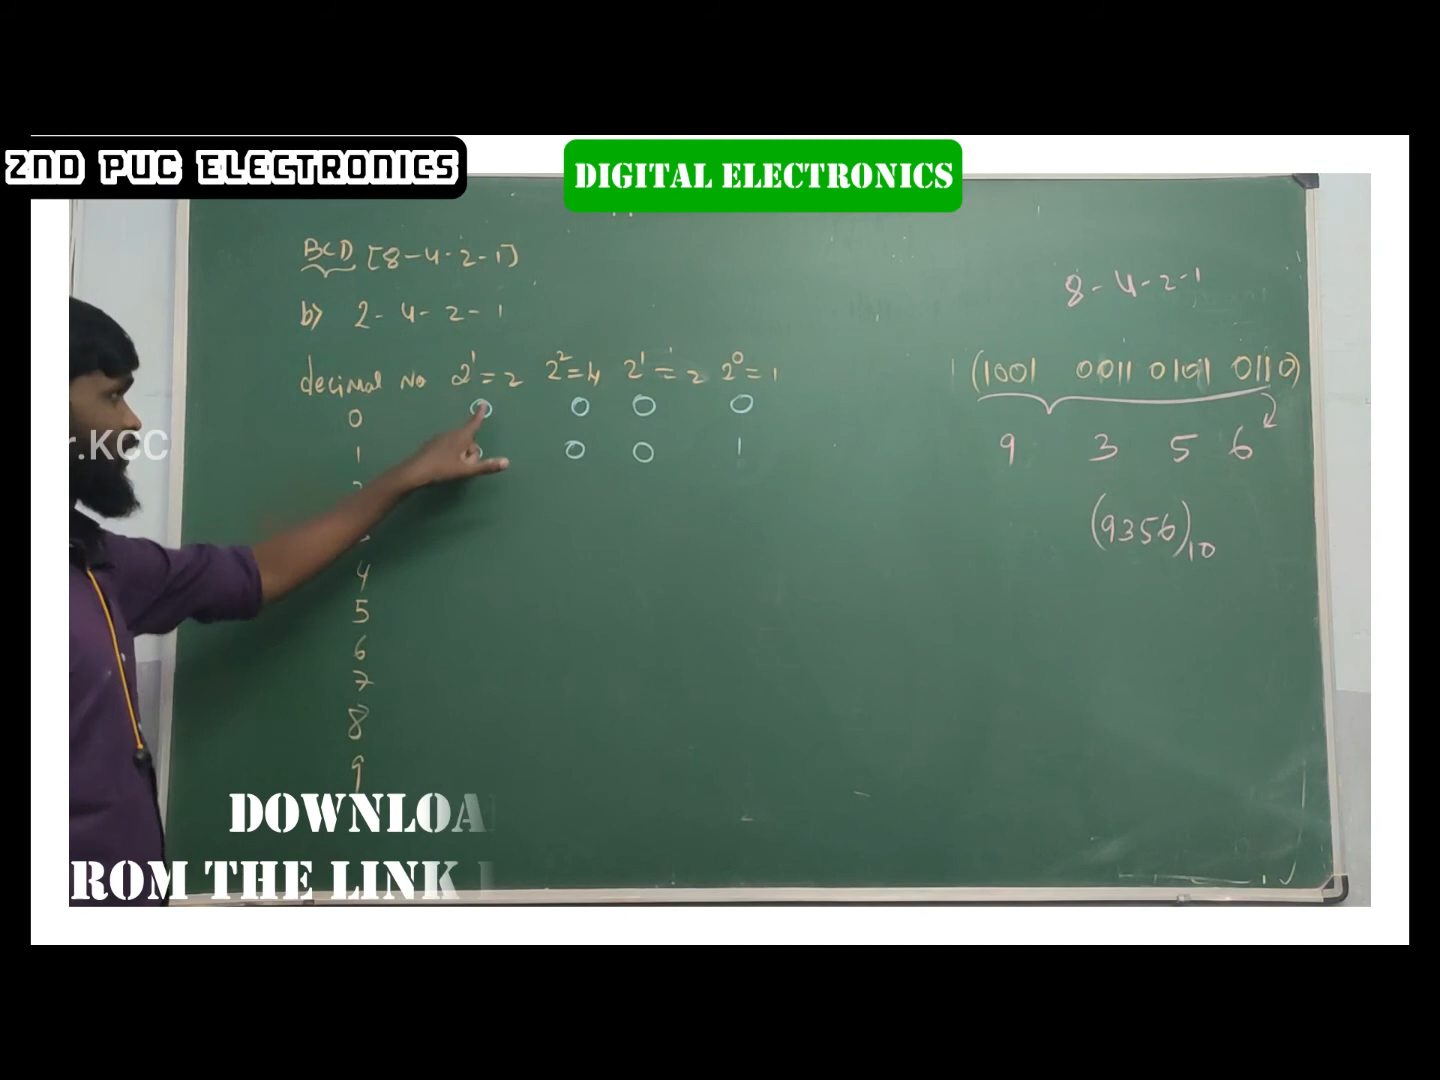 2ND PUC ELECTRONICS
DIGITAL ELECTRONICS
BCD [8-4-2-1]
b) 2-4-2-1
decimal No 2¹=2 2²=4 2¹=2 2⁰=1
0 0 0 0 0
1 0 0 1
4
5
6
7
8
9
8-4-2-1
(1001 0011 0101 0110)
9 3 5 6
(9356)₁₀
r.KCC
DOWNLOA
ROM THE LINK